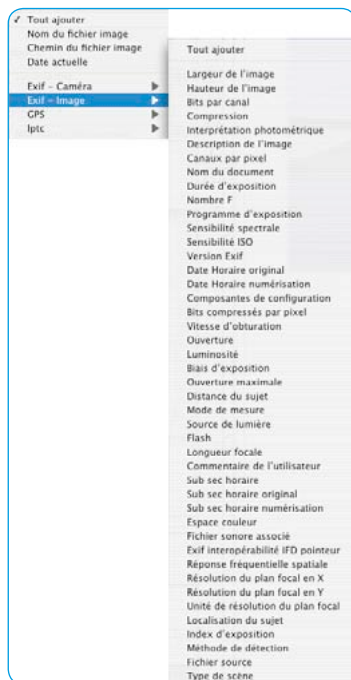 ✓ Tout ajouter
Nom du fichier image
Chemin du fichier image
Date actuelle
Exif – Caméra
Exif – Image
GPS
Iptc
Tout ajouter
Largeur de l'image
Hauteur de l'image
Bits par canal
Compression
Interprétation photométrique
Description de l'image
Canaux par pixel
Nom du document
Durée d'exposition
Nombre F
Programme d'exposition
Sensibilité spectrale
Sensibilité ISO
Version Exif
Date Horaire original
Date Horaire numérisation
Composantes de configuration
Bits compressés par pixel
Vitesse d'obturation
Ouverture
Luminosité
Biais d'exposition
Ouverture maximale
Distance du sujet
Mode de mesure
Source de lumière
Flash
Longueur focale
Commentaire de l'utilisateur
Sub sec horaire
Sub sec horaire original
Sub sec horaire numérisation
Espace couleur
Fichier sonore associé
Exif interopérabilité IFD pointeur
Réponse fréquentielle spatiale
Résolution du plan focal en X
Résolution du plan focal en Y
Unité de résolution du plan focal
Localisation du sujet
Index d'exposition
Méthode de détection
Fichier source
Type de scène